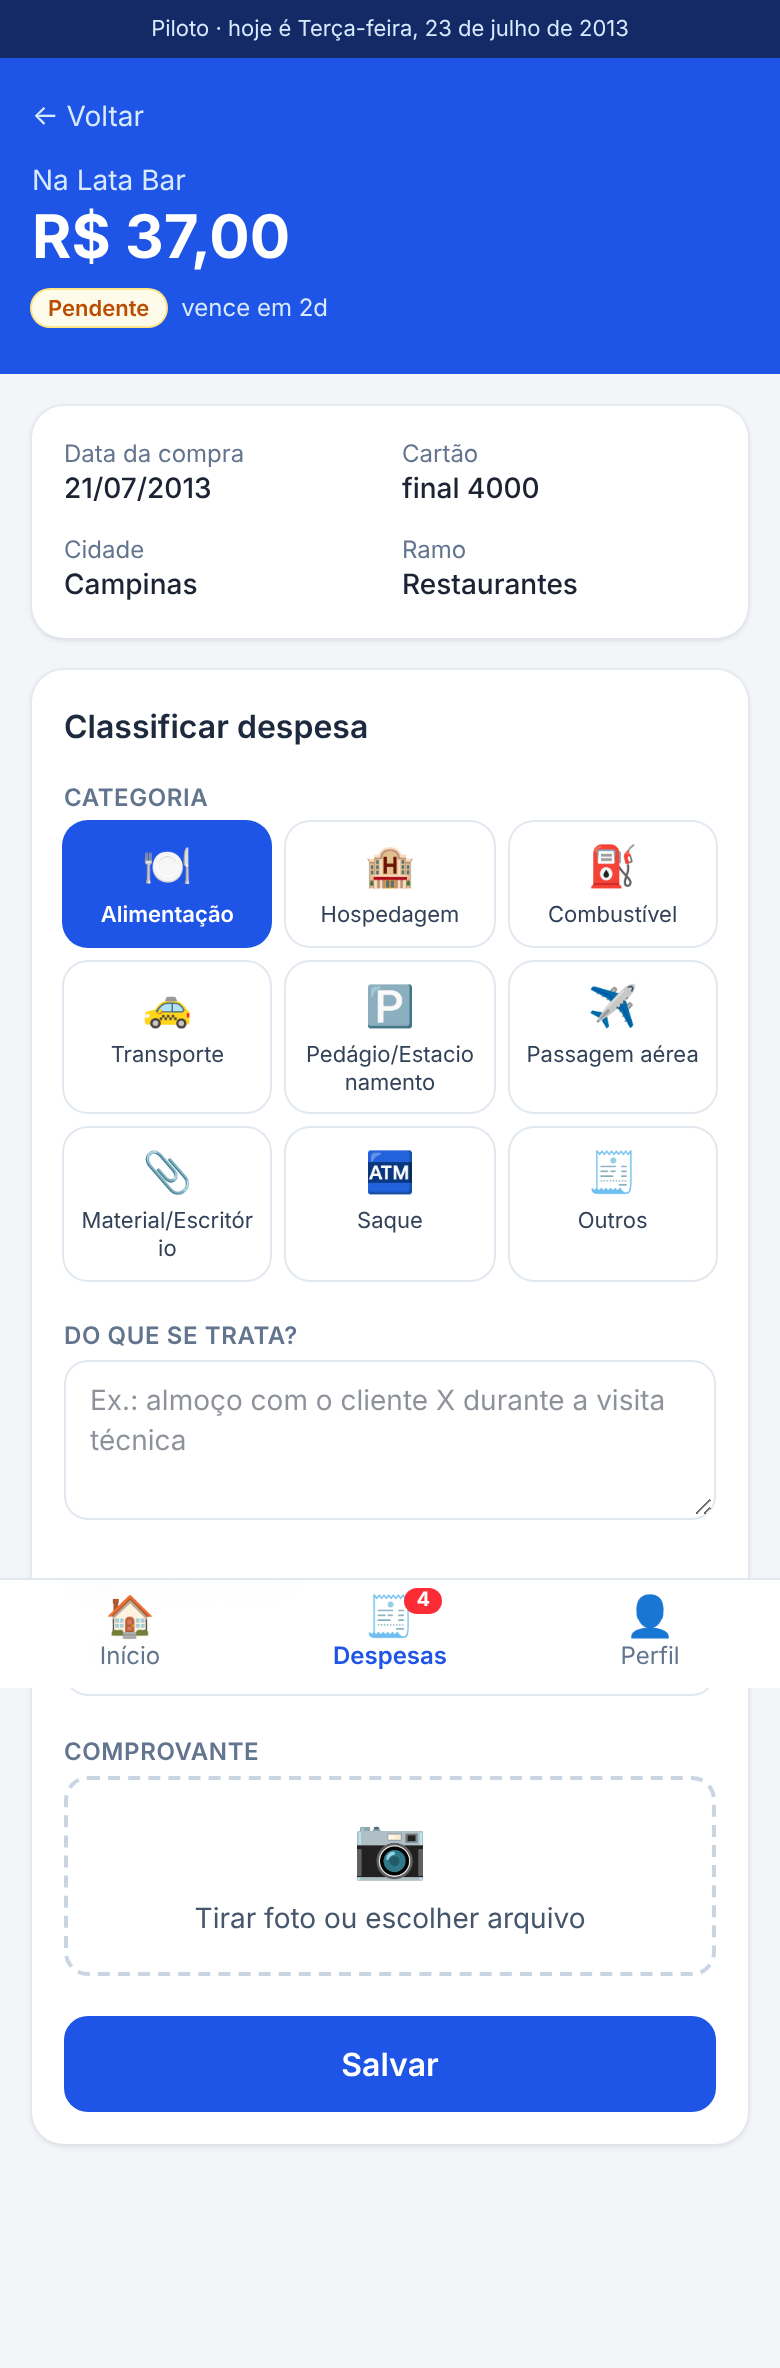 Piloto · hoje é Terça-feira, 23 de julho de 2013
← Voltar
Na Lata Bar
R$ 37,00
Pendente vence em 2d
Data da compra
21/07/2013
Cartão
final 4000
Cidade
Campinas
Ramo
Restaurantes
Classificar despesa
CATEGORIA
Alimentação
Hospedagem
Combustível
Transporte
Pedágio/Estacio
namento
Passagem aérea
Material/Escritór
io
Saque
Outros
DO QUE SE TRATA?
Ex.: almoço com o cliente X durante a visita
técnica
Início
4
Despesas
Perfil
COMPROVANTE
Tirar foto ou escolher arquivo
Salvar